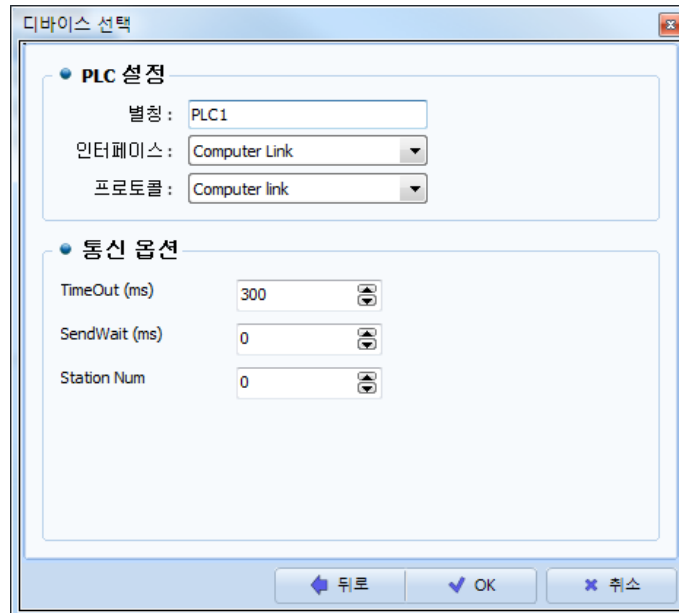 디바이스 선택
PLC 설정
별칭 : PLC1
인터페이스 : Computer Link
프로토콜 : Computer link
통신 옵션
TimeOut (ms) 300
SendWait (ms) 0
Station Num 0
뒤로 OK 취소